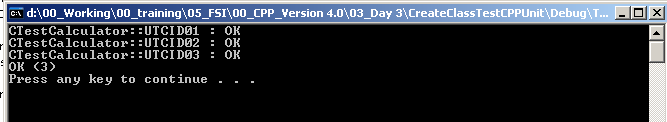 d:\00_Working\00_training\05_FSI\00_CPP_Version 4.0\03_Day 3\CreateClassTestCPPUnit\Debug\T...
CTestCalculator::UTCID01 : OK
CTestCalculator::UTCID02 : OK
CTestCalculator::UTCID03 : OK
OK (3)
Press any key to continue . . .